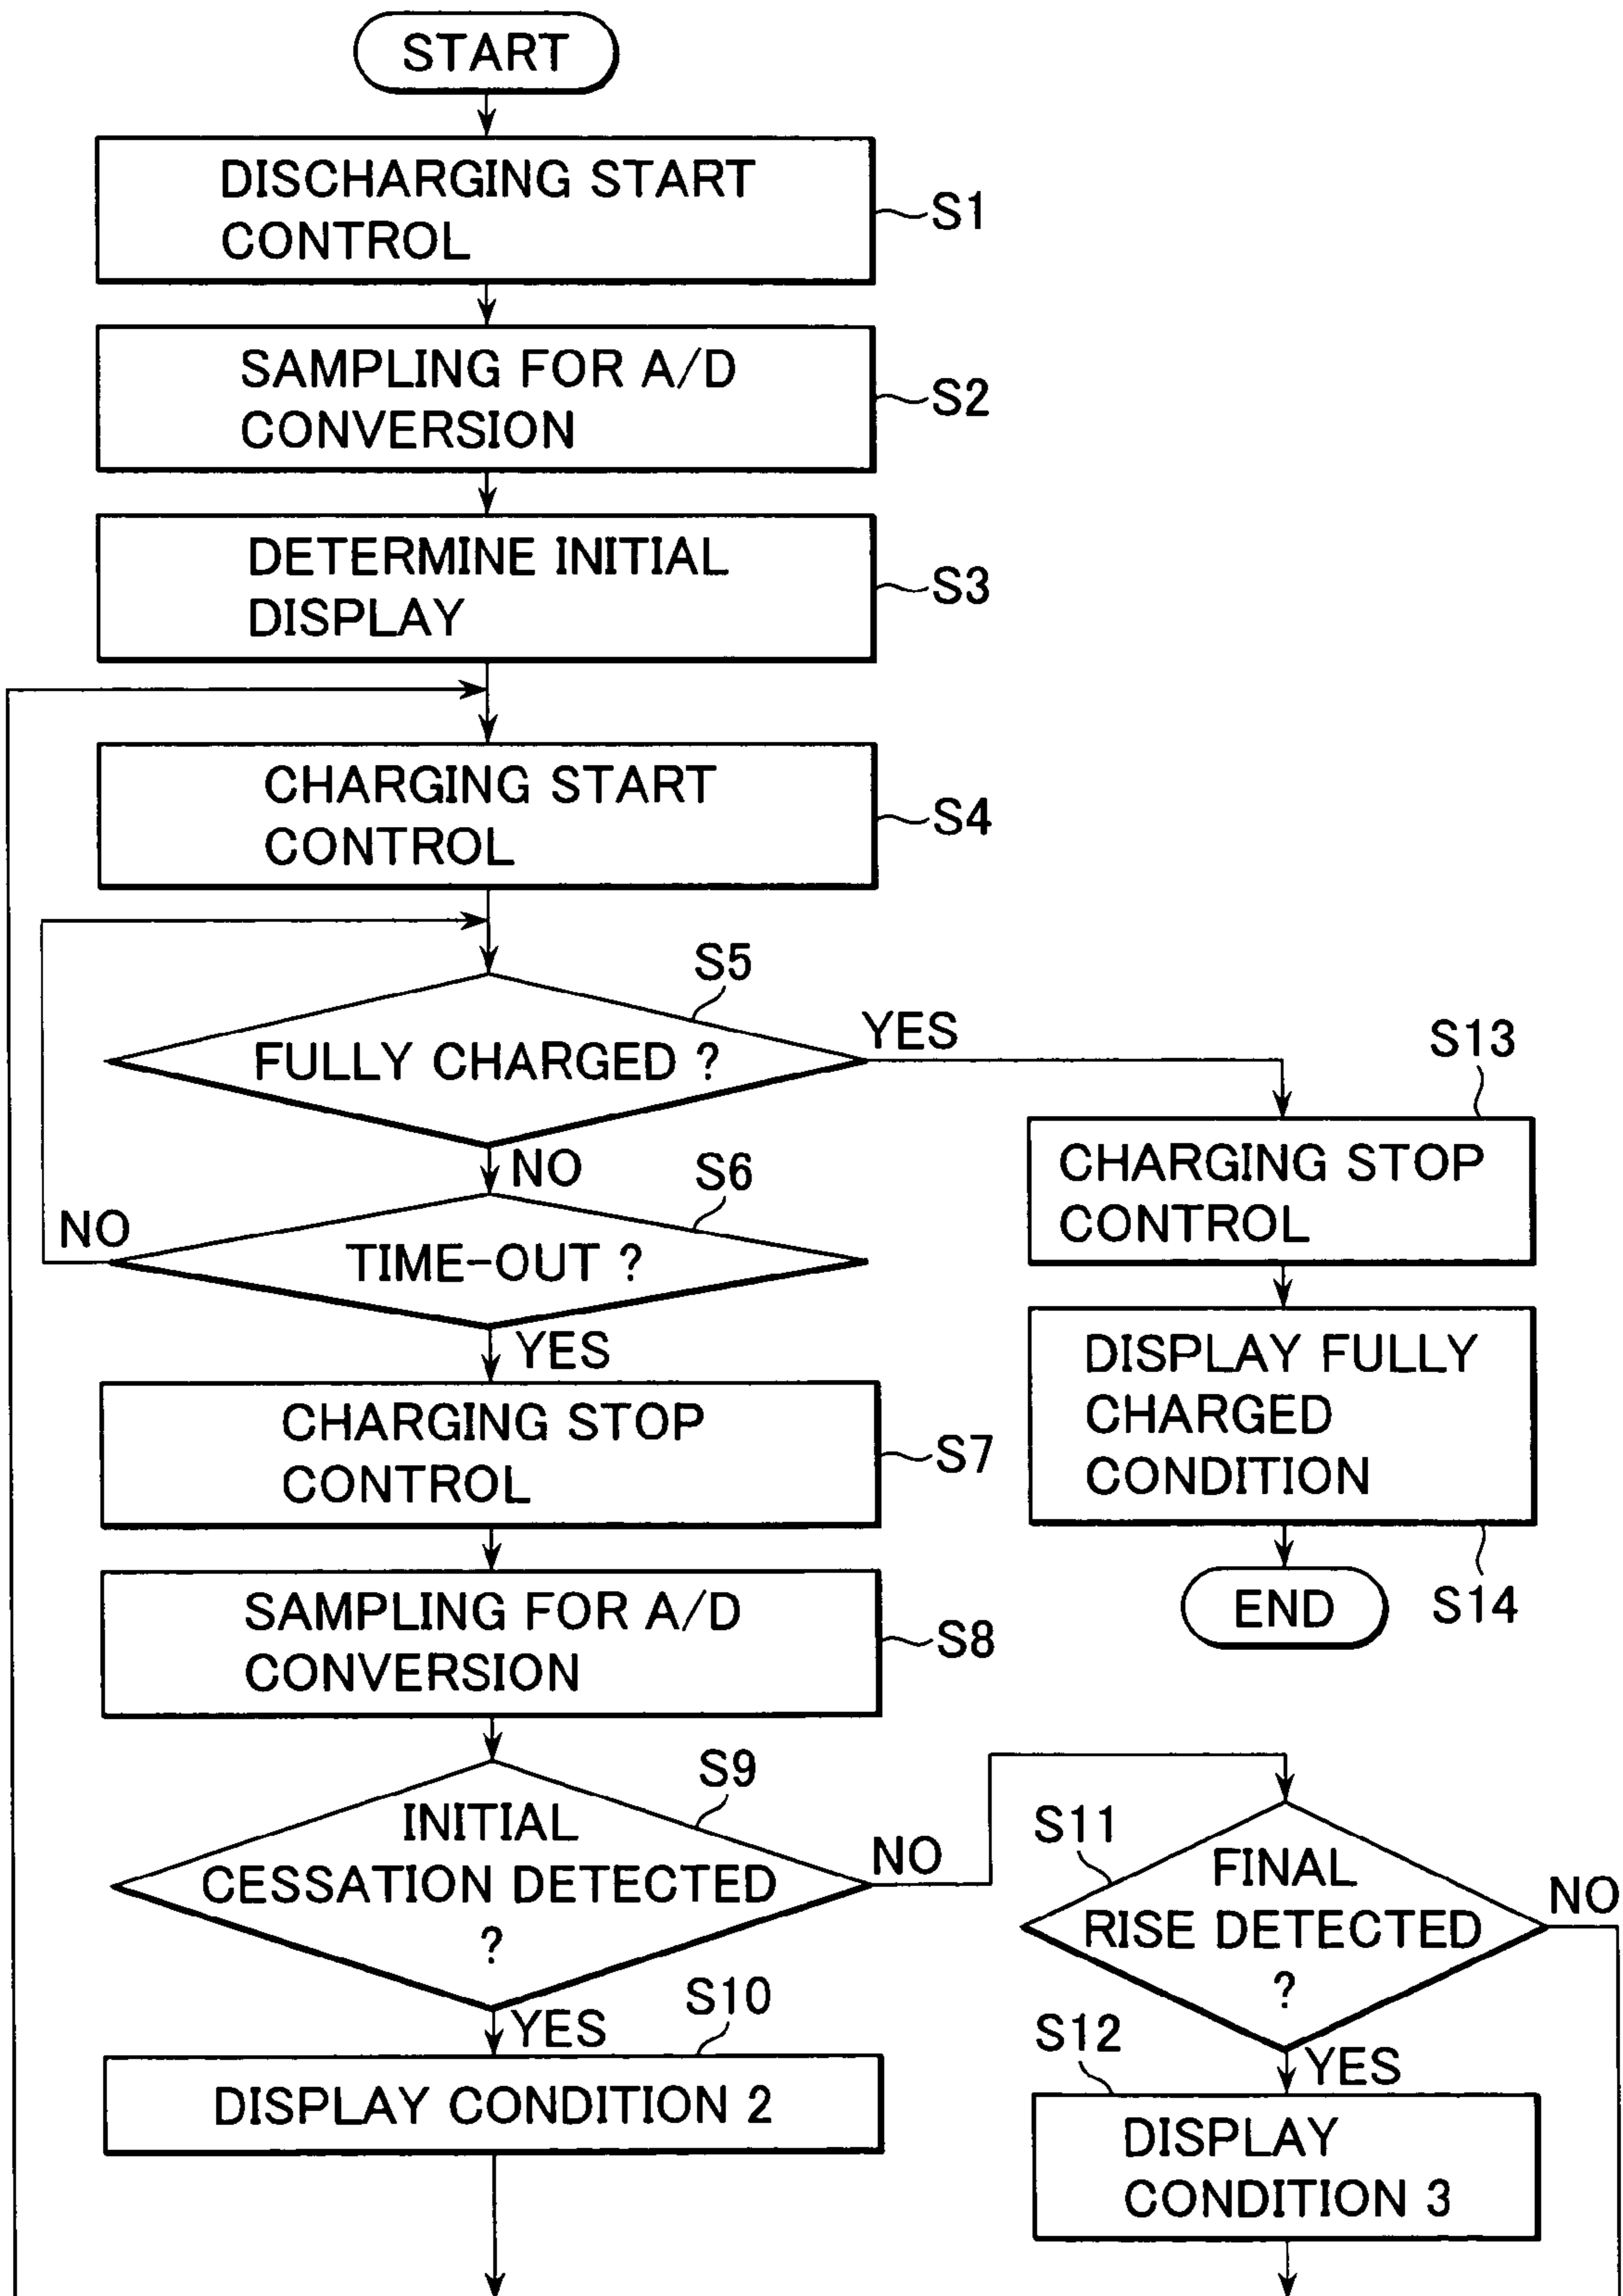 START
DISCHARGING START
CONTROL
S1
SAMPLING FOR A/D
CONVERSION
S2
DETERMINE INITIAL
DISPLAY
S3
CHARGING START
CONTROL
S4
S5
FULLY CHARGED ?
YES
NO
S6
TIME-OUT ?
NO
YES
S13
CHARGING STOP
CONTROL
DISPLAY FULLY
CHARGED
CONDITION
S14
END
CHARGING STOP
CONTROL
S7
SAMPLING FOR A/D
CONVERSION
S8
S9
INITIAL
CESSATION DETECTED
?
NO
YES
S10
DISPLAY CONDITION 2
S11
FINAL
RISE DETECTED
?
NO
YES
S12
DISPLAY
CONDITION 3